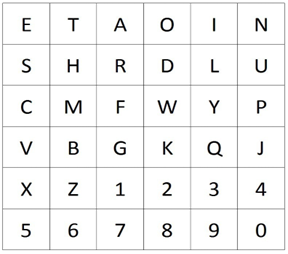 E T A O I N
S H R D L U
C M F W Y P
V B G K Q J
X Z 1 2 3 4
5 6 7 8 9 0